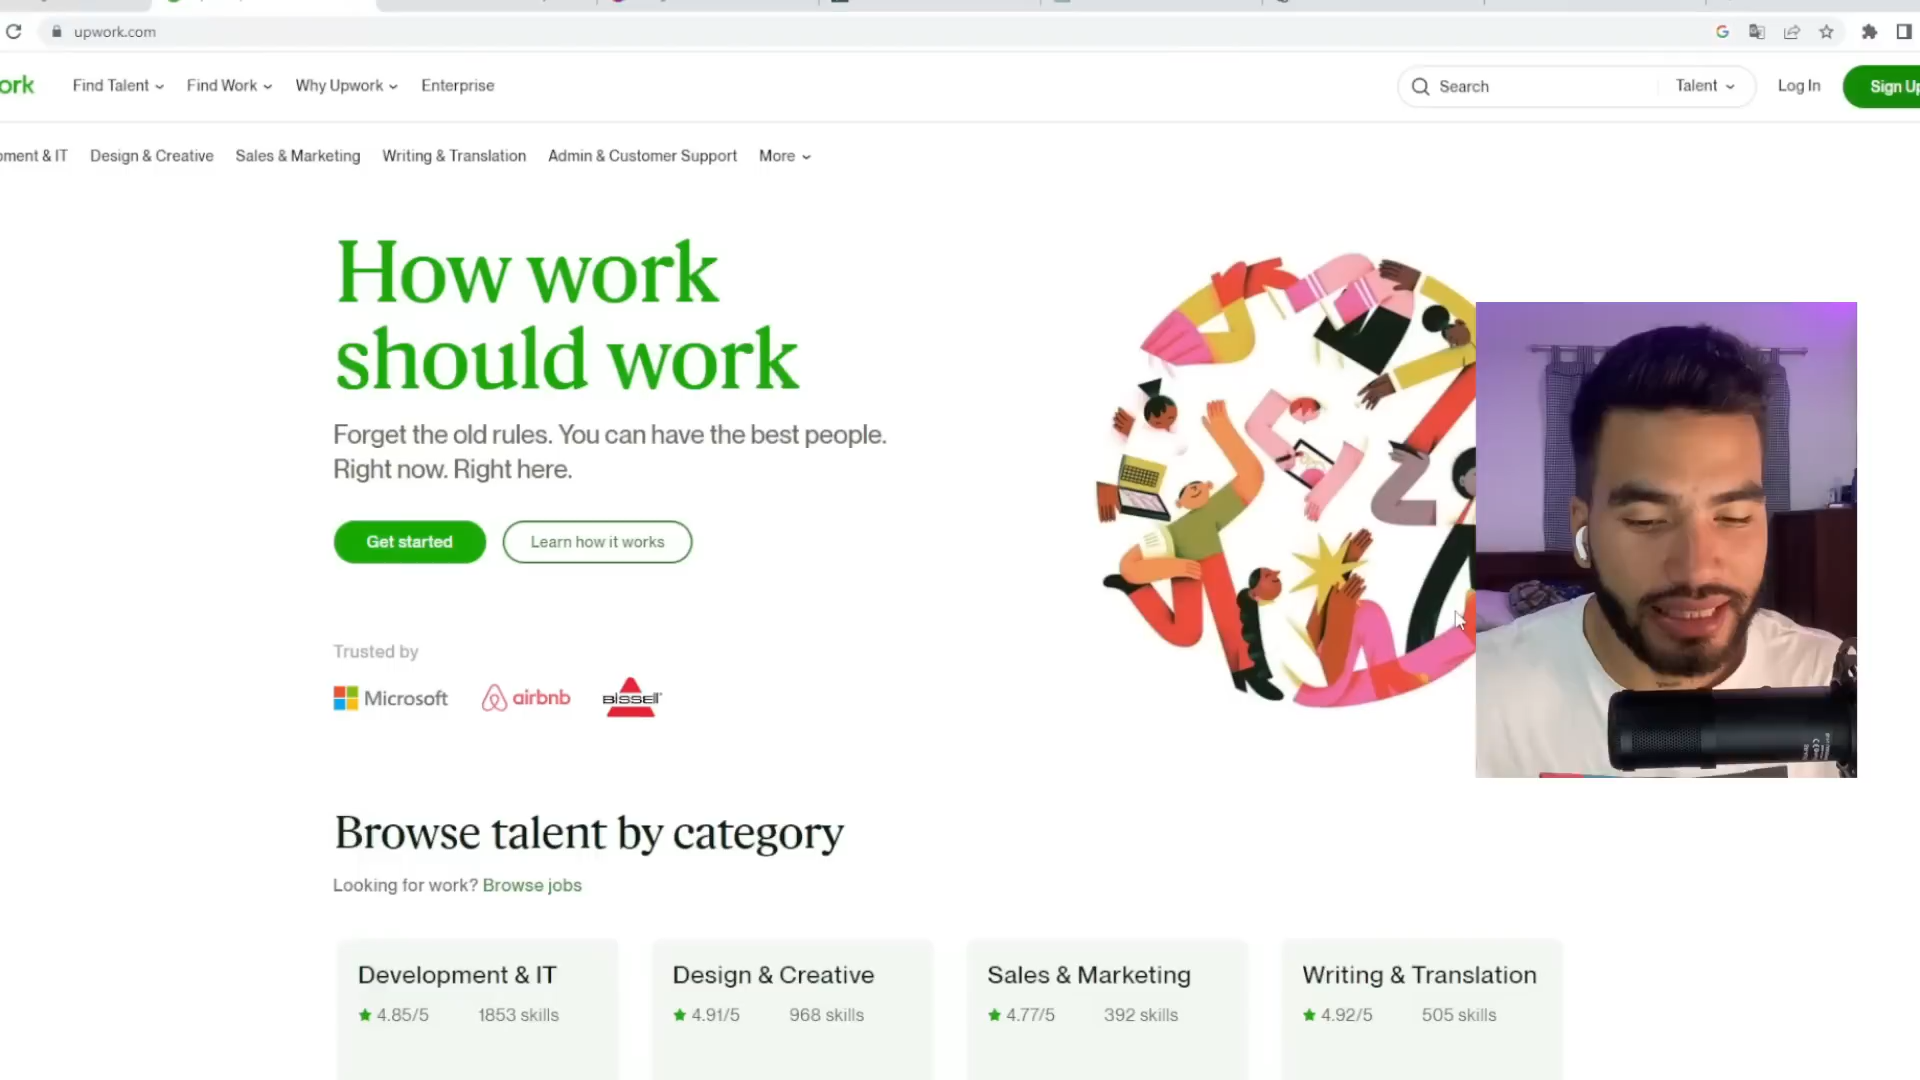 upwork.com
ork
Find Talent
Find Work
Why Upwork
Enterprise
Search
Talent
Log In
Sign Up
ment & IT
Design & Creative
Sales & Marketing
Writing & Translation
Admin & Customer Support
More
How work
should work
Forget the old rules. You can have the best people.
Right now. Right here.
Get started
Learn how it works
Trusted by
Microsoft
airbnb
BISSELL
Browse talent by category
Looking for work? Browse jobs
Development & IT
4.85/5
1853 skills
Design & Creative
4.91/5
968 skills
Sales & Marketing
4.77/5
392 skills
Writing & Translation
4.92/5
505 skills